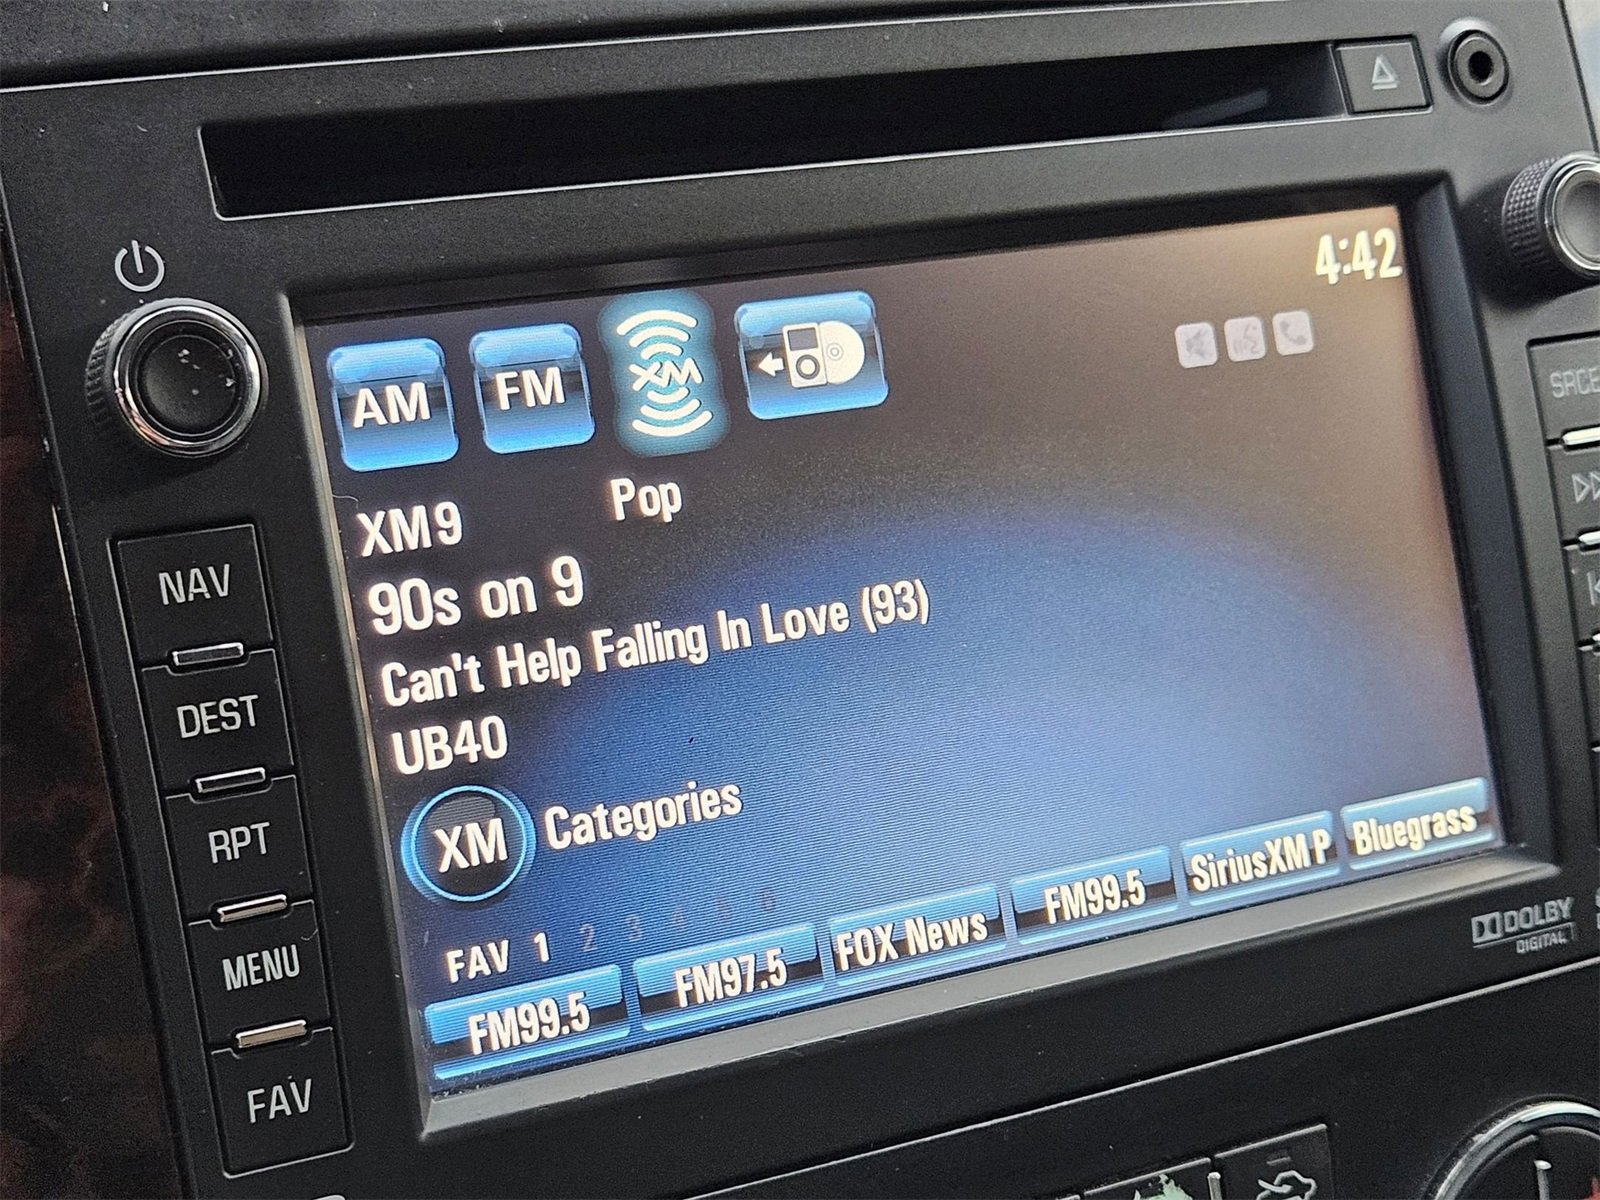 4:42
AM FM XM
XM9 Pop
90s on 9
Can't Help Falling In Love (93)
UB40
XM Categories
FAV 1 2 3 4 5 6
FM99.5 FM97.5 FOX News FM99.5 SiriusXM P Bluegrass
NAV
DEST
RPT
MENU
FAV
SRCE
DOLBY
DIGITAL